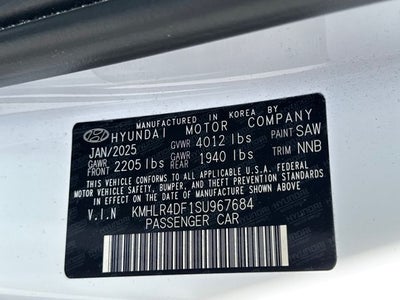 MANUFACTURED IN KOREA BY
HYUNDAI MOTOR COMPANY
JAN/2025 GVWR 4012 lbs PAINT SAW
GAWR FRONT 2205 lbs GAWR REAR 1940 lbs TRIM NNB
THIS VEHICLE CONFORMS TO ALL APPLICABLE U.S. FEDERAL
MOTOR VEHICLE SAFETY, BUMPER, AND THEFT
PREVENTION STANDARDS IN EFFECT ON THE
DATE OF MANUFACTURE SHOWN ABOVE.
V.I.N KMHLR4DF1SU967684
PASSENGER CAR